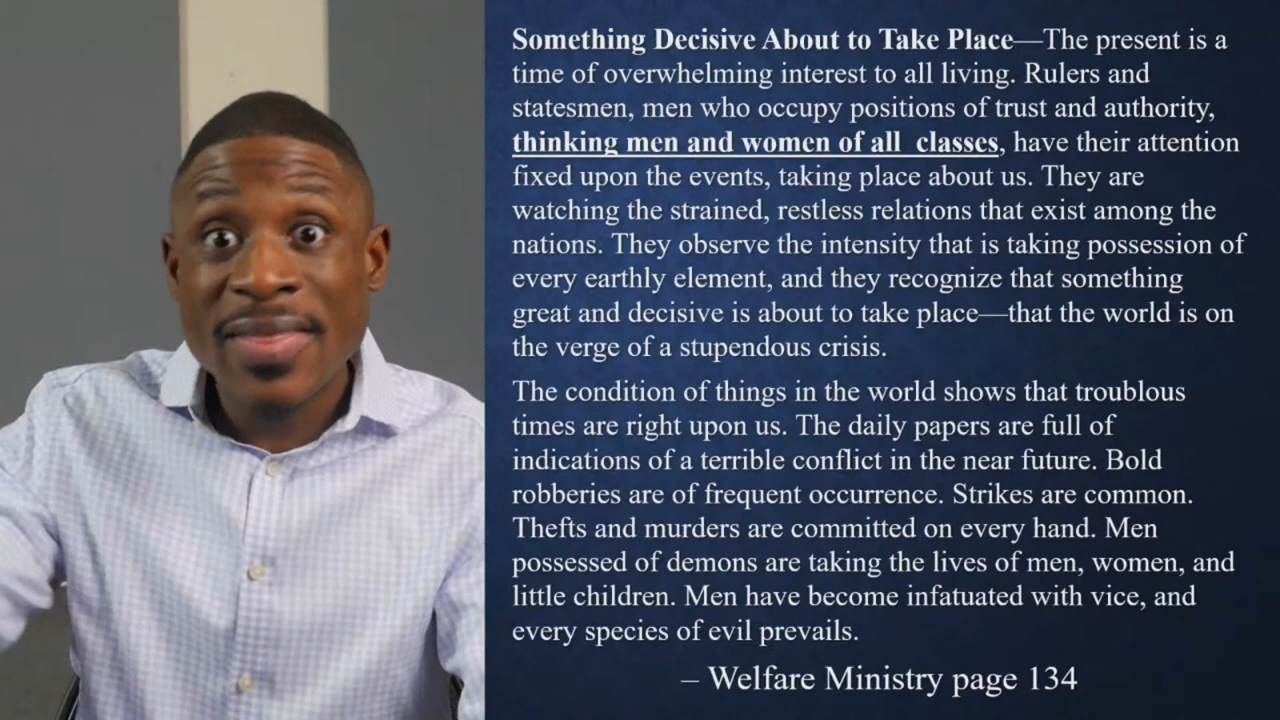 Something Decisive About to Take Place—The present is a
time of overwhelming interest to all living. Rulers and
statesmen, men who occupy positions of trust and authority,
thinking men and women of all  classes, have their attention
fixed upon the events, taking place about us. They are
watching the strained, restless relations that exist among the
nations. They observe the intensity that is taking possession of
every earthly element, and they recognize that something
great and decisive is about to take place—that the world is on
the verge of a stupendous crisis.
The condition of things in the world shows that troublous
times are right upon us. The daily papers are full of
indications of a terrible conflict in the near future. Bold
robberies are of frequent occurrence. Strikes are common.
Thefts and murders are committed on every hand. Men
possessed of demons are taking the lives of men, women, and
little children. Men have become infatuated with vice, and
every species of evil prevails.
– Welfare Ministry page 134